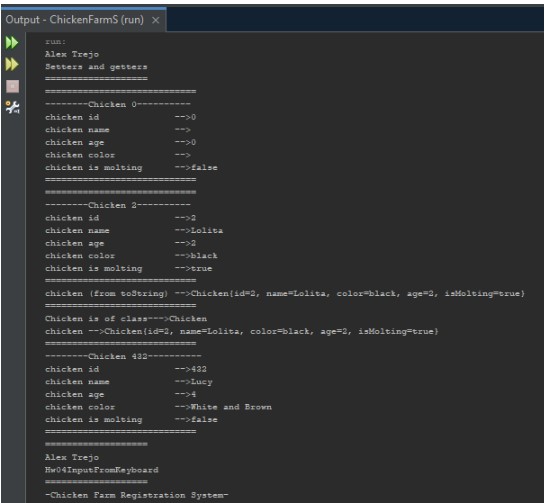 Output - ChickenFarmS (run) ×
run:
Alex Trejo
Setters and getters
===================
============================
--------Chicken 0----------
chicken id -->0
chicken name -->
chicken age -->0
chicken color -->
chicken is molting -->false
============================
============================
--------Chicken 2----------
chicken id -->2
chicken name -->Lolita
chicken age -->2
chicken color -->black
chicken is molting -->true
============================
chicken (from toString) -->Chicken{id=2, name=Lolita, color=black, age=2, isMolting=true}
============================
Chicken is of class--->Chicken
chicken -->Chicken{id=2, name=Lolita, color=black, age=2, isMolting=true}
============================
--------Chicken 432----------
chicken id -->432
chicken name -->Lucy
chicken age -->4
chicken color -->White and Brown
chicken is molting -->false
============================
===================
Alex Trejo
Hw04InputFromKeyboard
===================
-Chicken Farm Registration System-